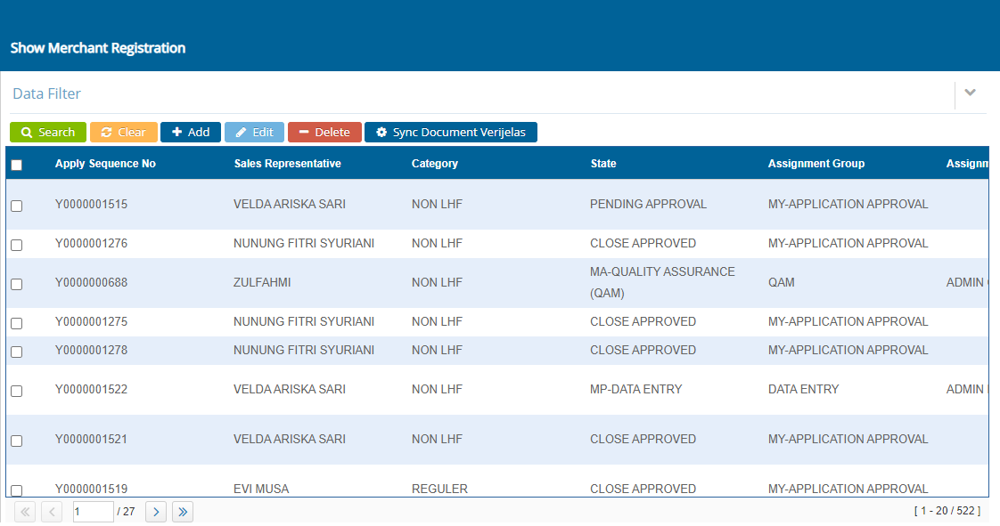 Show Merchant Registration
Data Filter
Search Clear Add Edit Delete Sync Document Verijelas
Apply Sequence No Sales Representative Category State Assignment Group Assignm
Y0000001515 VELDA ARISKA SARI NON LHF PENDING APPROVAL MY-APPLICATION APPROVAL
Y0000001276 NUNUNG FITRI SYURIANI NON LHF CLOSE APPROVED MY-APPLICATION APPROVAL
Y0000000688 ZULFAHMI NON LHF MA-QUALITY ASSURANCE QAM ADMIN
(QAM)
Y0000001275 NUNUNG FITRI SYURIANI NON LHF CLOSE APPROVED MY-APPLICATION APPROVAL
Y0000001278 NUNUNG FITRI SYURIANI NON LHF CLOSE APPROVED MY-APPLICATION APPROVAL
Y0000001522 VELDA ARISKA SARI NON LHF MP-DATA ENTRY DATA ENTRY ADMIN
Y0000001521 VELDA ARISKA SARI NON LHF CLOSE APPROVED MY-APPLICATION APPROVAL
Y0000001519 EVI MUSA REGULER CLOSE APPROVED MY-APPLICATION APPROVAL
1 / 27 [ 1 - 20 / 522 ]